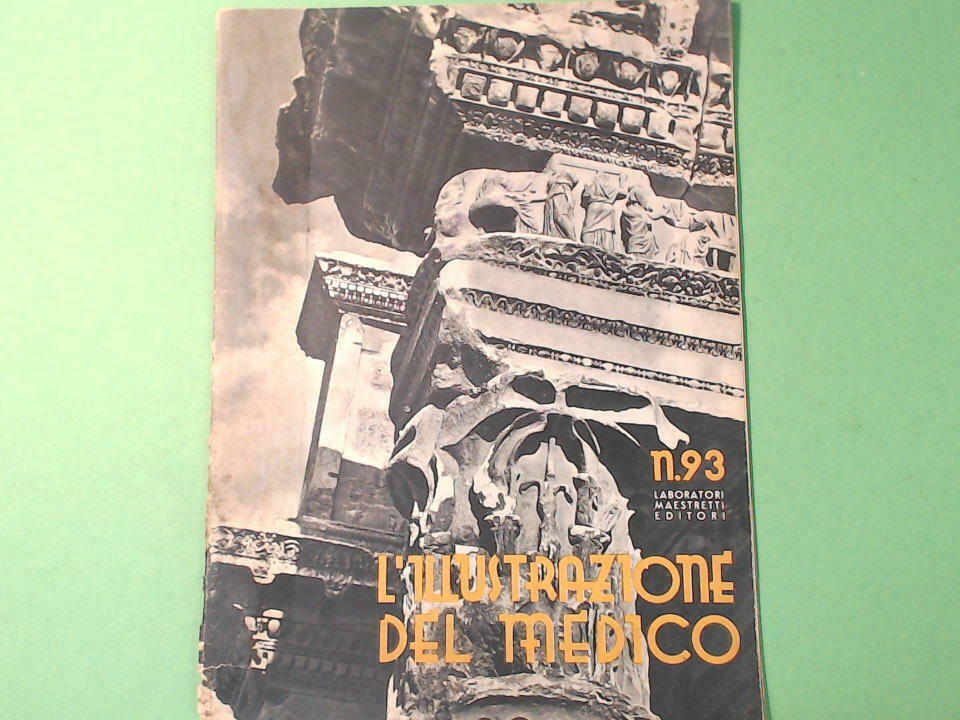 n.93
LABORATORI
MAESTRETTI
EDITORI
L'ILLUSTRAZIONE
DEL MEDICO